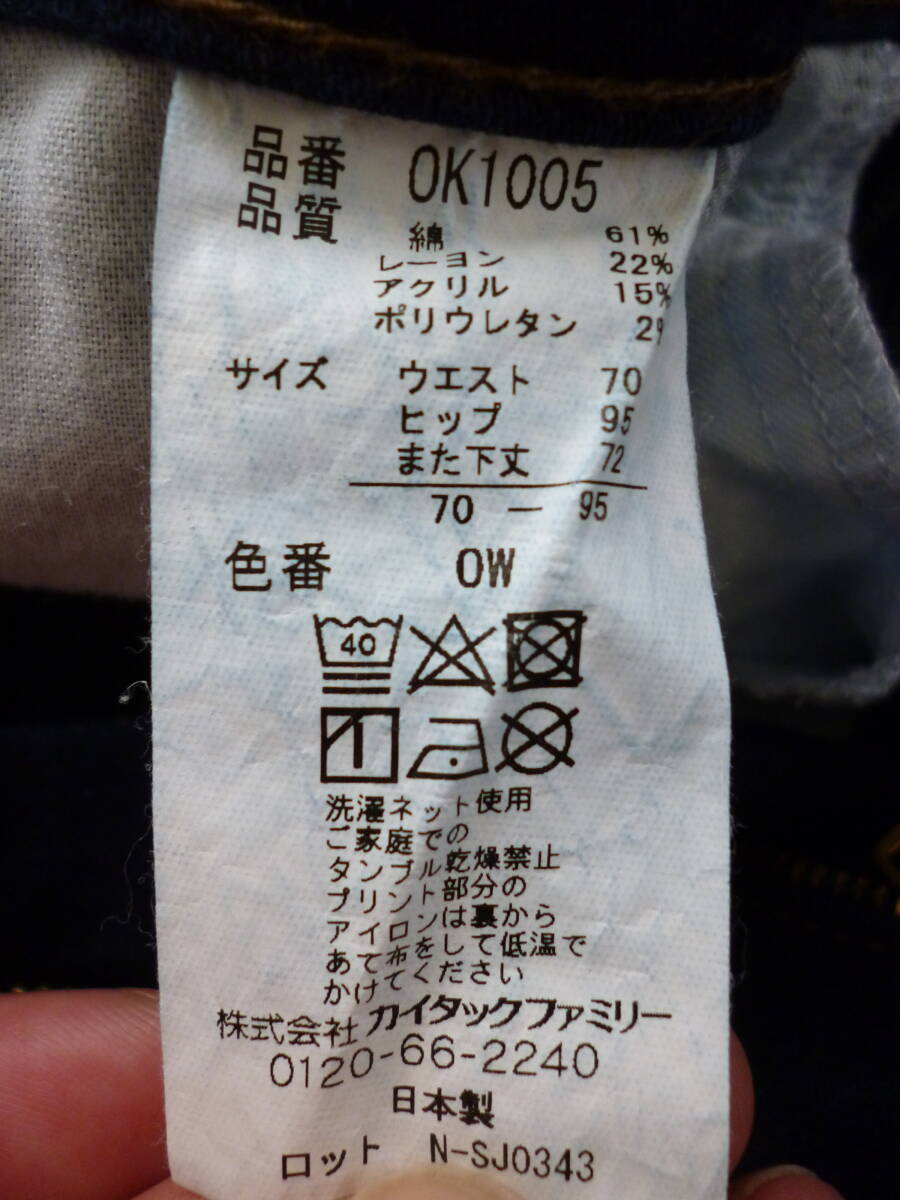 品番 OK1005
品質
綿 61%
レーヨン 22%
アクリル 15%
ポリウレタン 2%
サイズ ウエスト 70
ヒップ 95
また下丈 72
70 — 95
色番 OW
40
洗濯ネット使用
ご家庭での
タンブル乾燥禁止
プリント部分の
アイロンは裏から
あて布をして低温で
かけてください
株式会社カイタックファミリー
0120-66-2240
日本製
ロット N-SJ0343